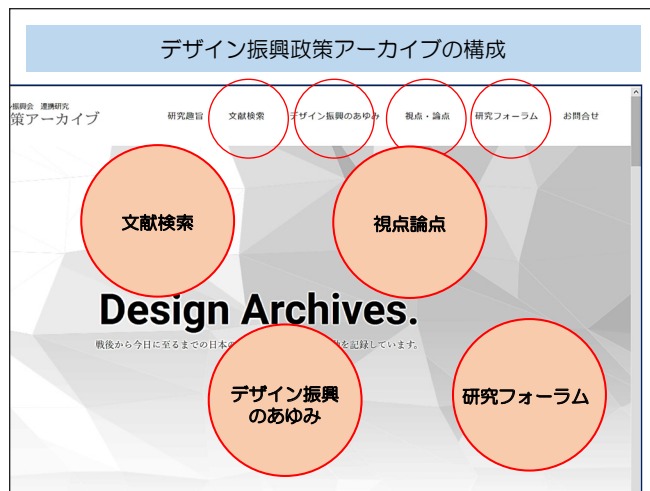 デザイン振興政策アーカイブの構成
振興会 連携研究
策アーカイブ
研究趣旨 文献検索 デザイン振興のあゆみ 視点・論点 研究フォーラム お問合せ
文献検索
視点論点
Design Archives.
戦後から今日に至るまでの日本の を記録しています。
デザイン振興
のあゆみ
研究フォーラム